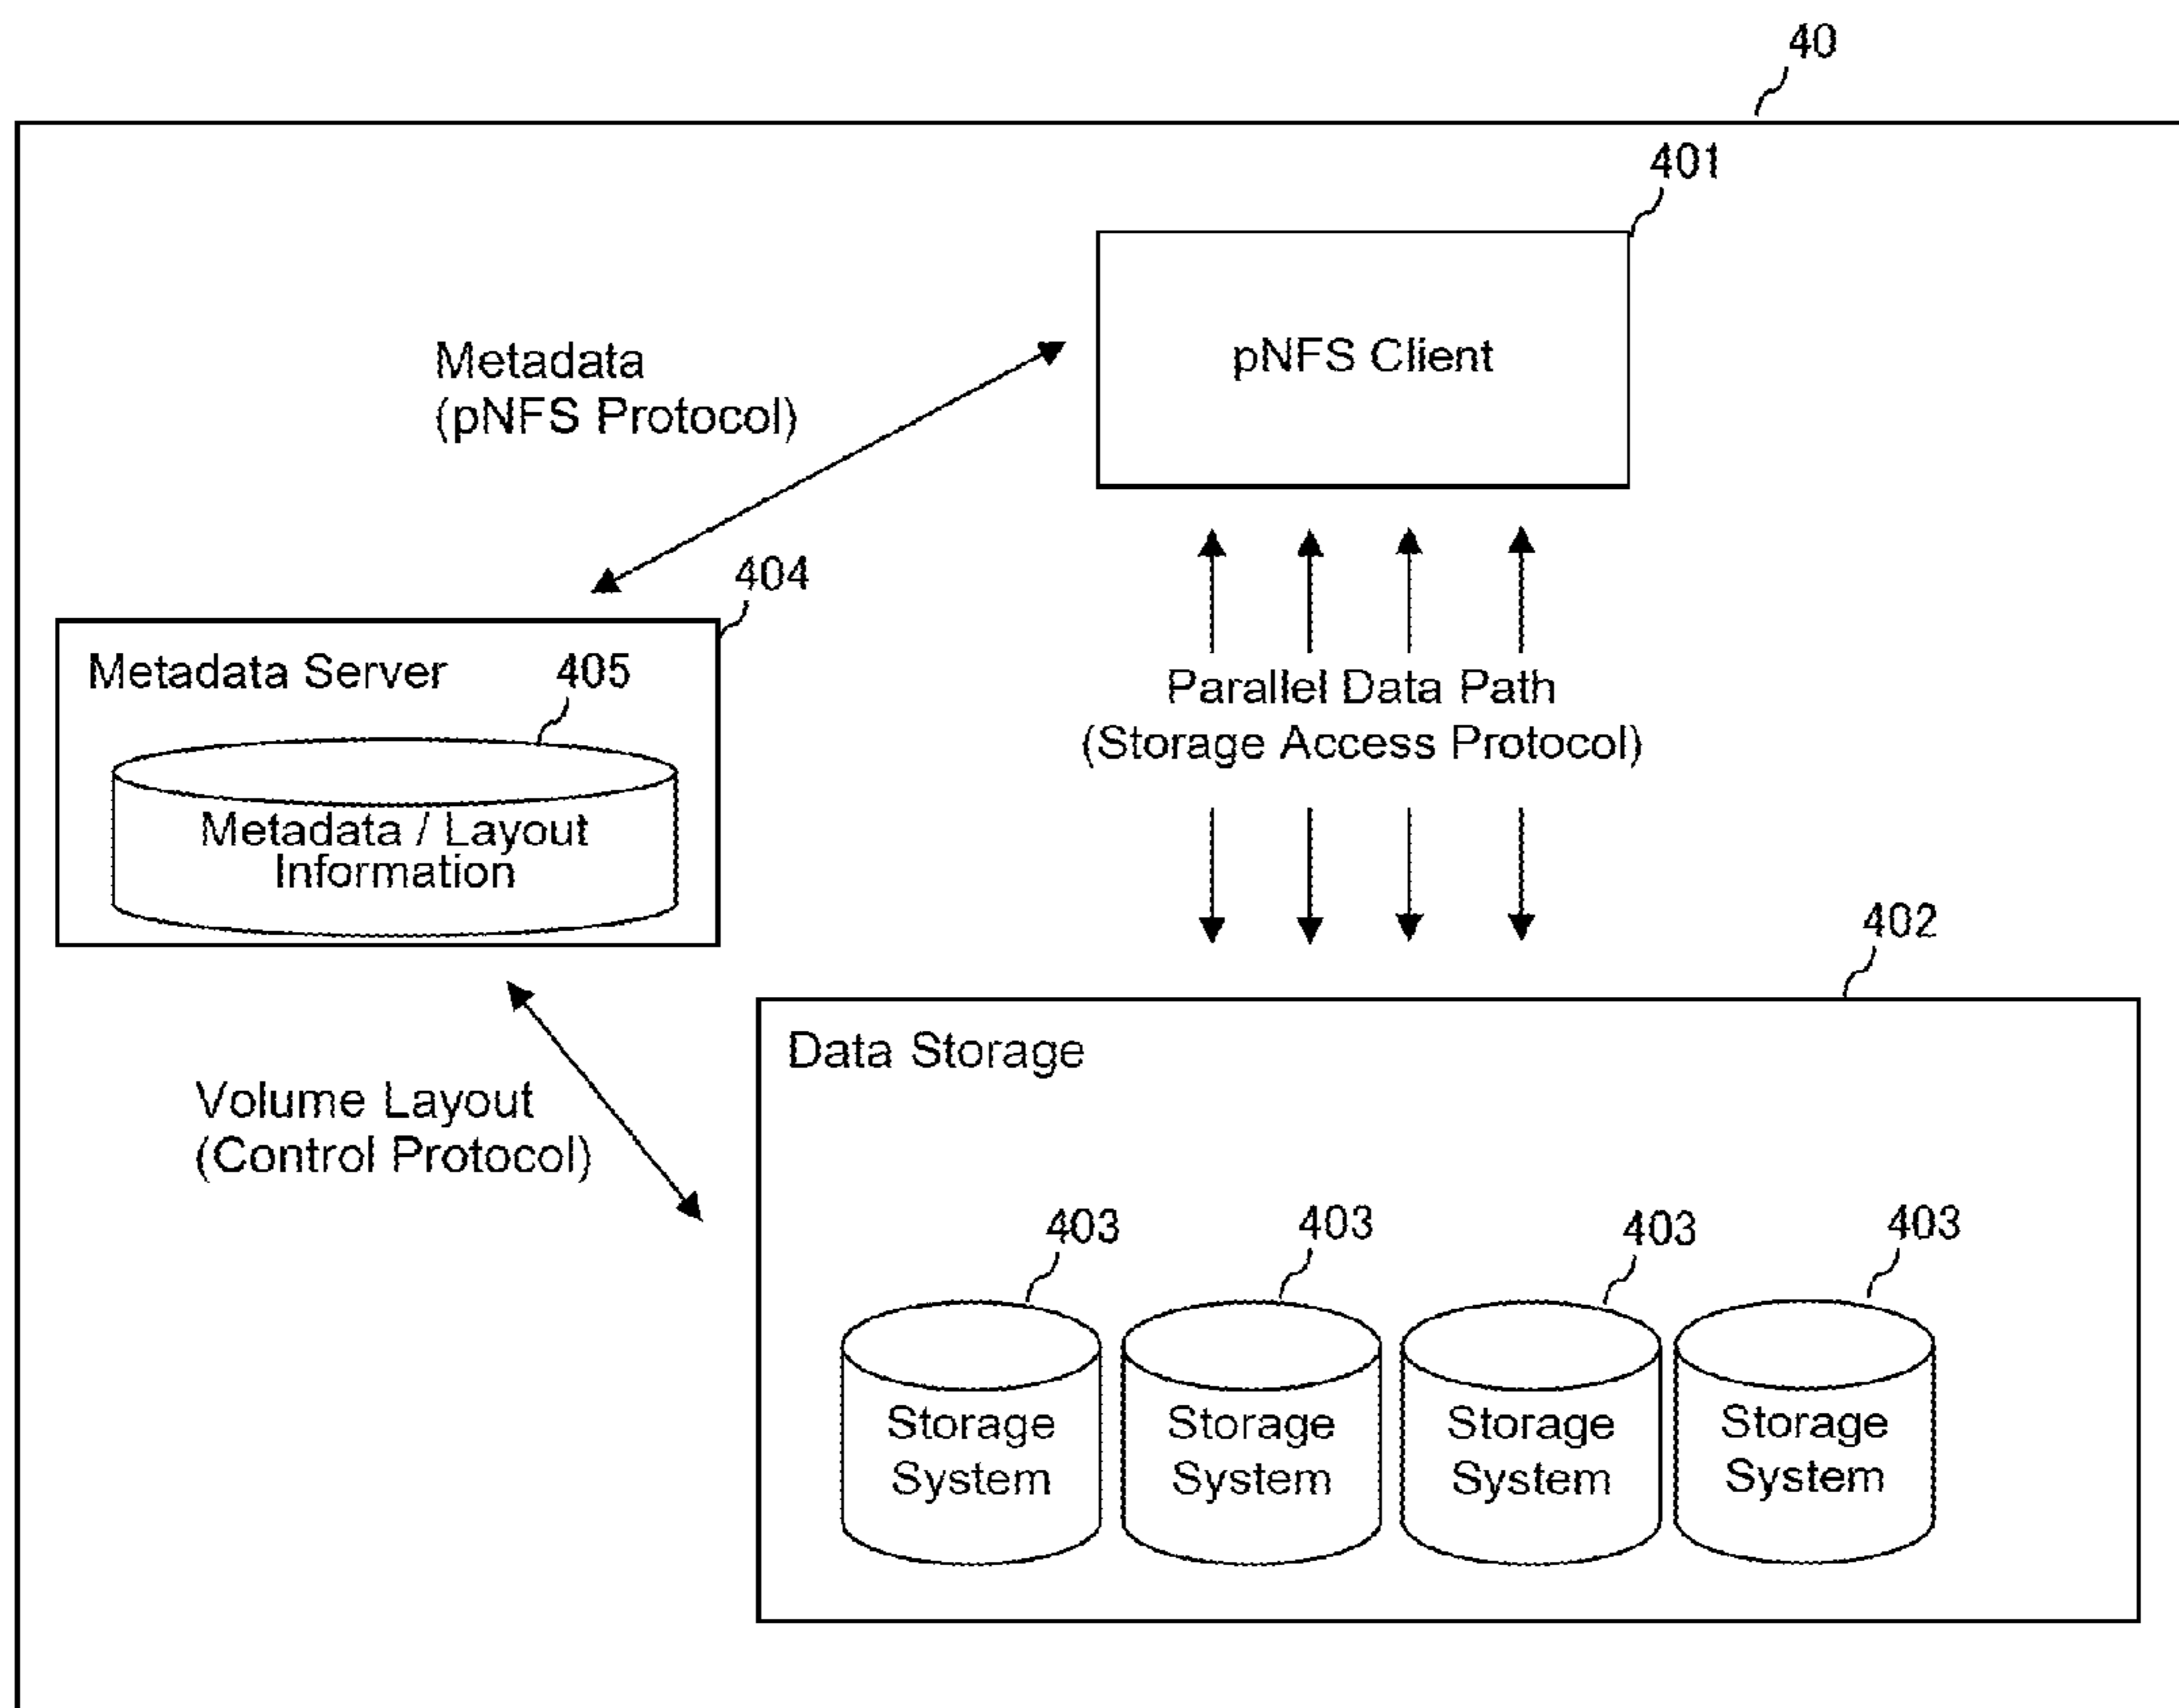 40
401
pNFS Client
Metadata
(pNFS Protocol)
404
Metadata Server
405
Metadata / Layout
Information
Parallel Data Path
(Storage Access Protocol)
402
Data Storage
Volume Layout
(Control Protocol)
403
403
403
403
Storage
System
Storage
System
Storage
System
Storage
System